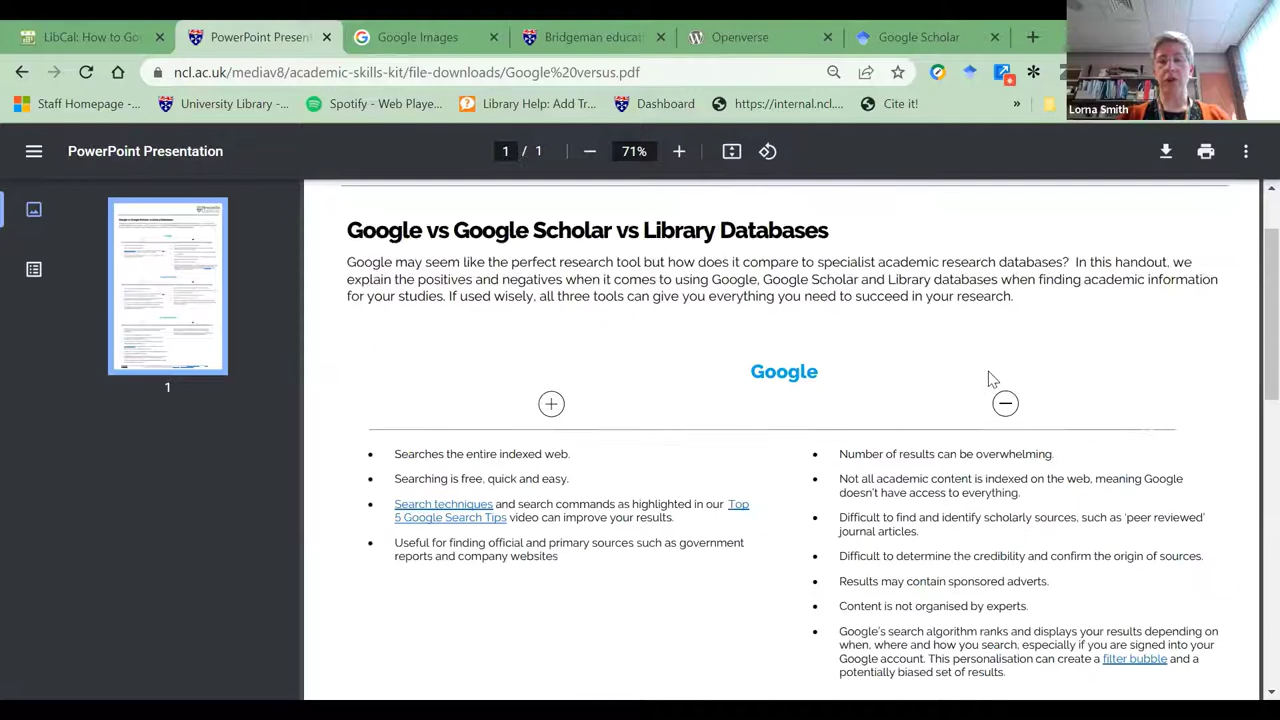 LibCal: How to Goo
PowerPoint Presen
Google Images
Bridgeman educat
Openverse
Google Scholar
ncl.ac.uk/mediav8/academic-skills-kit/file-downloads/Google%20versus.pdf
Staff Homepage -...
University Library -...
Spotify - Web Playe...
Library Help: Add Tr...
Dashboard
https://internal.ncl....
Cite it!
»
Lorna Smith
PowerPoint Presentation
1 / 1
71%
1
Google vs Google Scholar vs Library Databases
Google may seem like the perfect research tool but how does it compare to specialist academic research databases? In this handout, we
explain the positives and negatives when it comes to using Google, Google Scholar and Library databases when finding academic information
for your studies. If used wisely, all three tools can give you everything you need to succeed in your research.
Google
• Searches the entire indexed web.
• Searching is free, quick and easy.
• Search techniques and search commands as highlighted in our Top
5 Google Search Tips video can improve your results.
• Useful for finding official and primary sources such as government
reports and company websites
• Number of results can be overwhelming.
• Not all academic content is indexed on the web, meaning Google
doesn't have access to everything.
• Difficult to find and identify scholarly sources, such as 'peer reviewed'
journal articles.
• Difficult to determine the credibility and confirm the origin of sources.
• Results may contain sponsored adverts.
• Content is not organised by experts.
• Google's search algorithm ranks and displays your results depending on
when, where and how you search, especially if you are signed into your
Google account. This personalisation can create a filter bubble and a
potentially biased set of results.